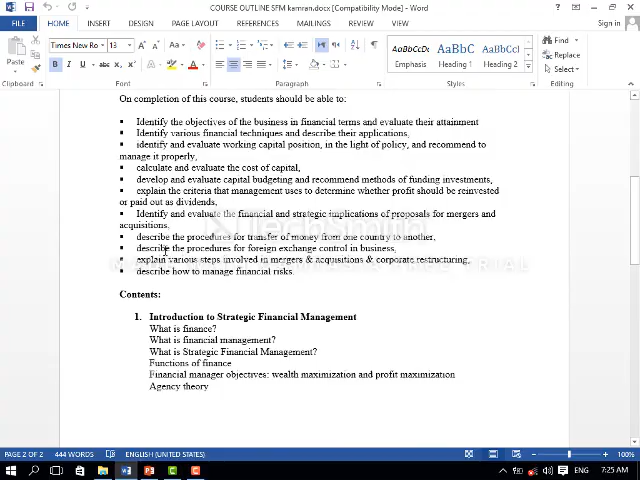 COURSE OUTLINE SFM kamran.docx [Compatibility Mode] - Word
FILE HOME INSERT DESIGN PAGE LAYOUT REFERENCES MAILINGS REVIEW VIEW Sign in
Paste
Times New Ro 13
Clipboard Font Paragraph Styles Editing
AaBbCcDc AaBbC AaBbCcl
Emphasis Heading 1 Heading 2
Find
Replace
Select
On completion of this course, students should be able to:
▪ Identify the objectives of the business in financial terms and evaluate their attainment
▪ Identify various financial techniques and describe their applications,
▪ identify and evaluate working capital position, in the light of policy, and recommend to
manage it properly,
▪ calculate and evaluate the cost of capital,
▪ develop and evaluate capital budgeting and recommend methods of funding investments,
▪ explain the criteria that management uses to determine whether profit should be reinvested
or paid out as dividends,
▪ Identify and evaluate the financial and strategic implications of proposals for mergers and
acquisitions,
▪ describe the procedures for transfer of money from one country to another,
▪ describe the procedures for foreign exchange control in business,
▪ explain various steps involved in mergers & acquisitions & corporate restructuring,
▪ describe how to manage financial risks.
Contents:
1. Introduction to Strategic Financial Management
What is finance?
What is financial management?
What is Strategic Financial Management?
Functions of finance
Financial manager objectives: wealth maximization and profit maximization
Agency theory
PAGE 2 OF 2 444 WORDS ENGLISH (UNITED STATES) 100%
ENG 7:25 AM